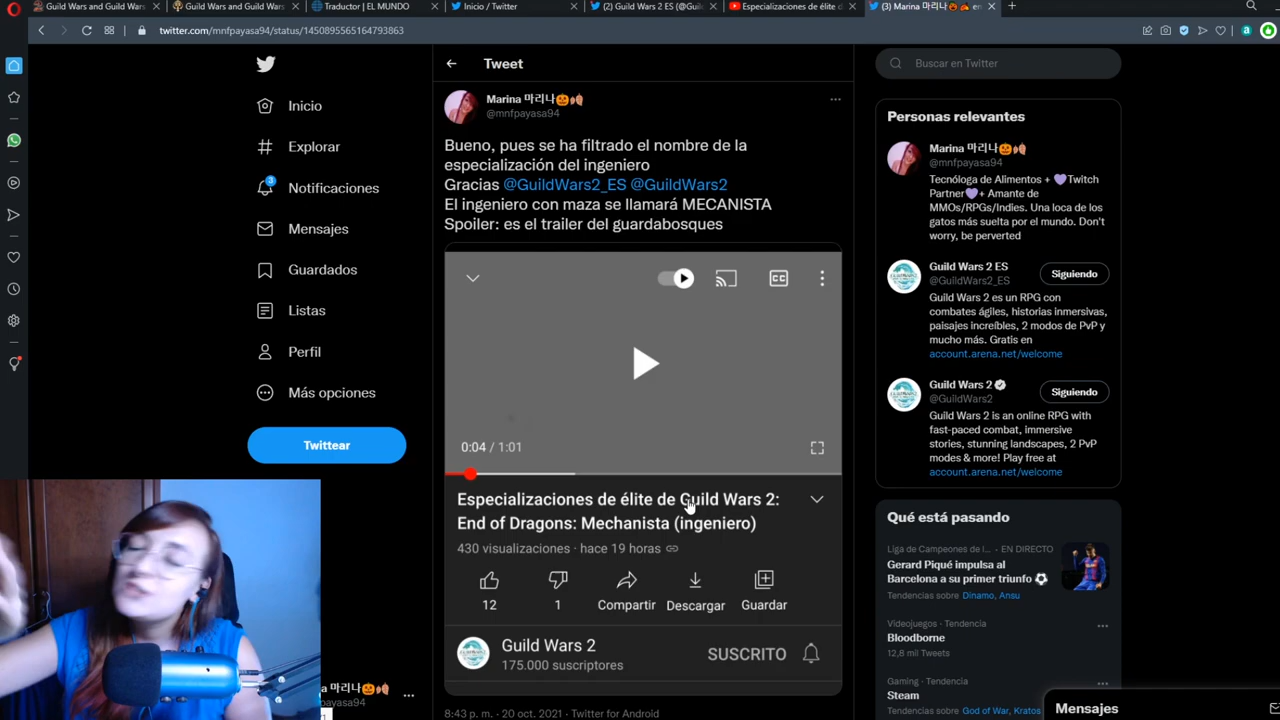 Guild Wars and Guild Wars
Guild Wars and Guild Wars
Traductor | EL MUNDO
Inicio / Twitter
(2) Guild Wars 2 ES (@Guil
Especializaciones de élite d
(3) Marina 마리나🎃🍂 en
twitter.com/mnfpayasa94/status/1450895565164793863
Inicio
Explorar
3
Notificaciones
Mensajes
Guardados
Listas
Perfil
Más opciones
Twittear
a 마리나🎃🍂
payasa94
Tweet
Marina 마리나🎃🍂
@mnfpayasa94
Bueno, pues se ha filtrado el nombre de la
especialización del ingeniero
Gracias @GuildWars2_ES @GuildWars2
El ingeniero con maza se llamará MECANISTA
Spoiler: es el trailer del guardabosques
CC
0:04 / 1:01
Especializaciones de élite de Guild Wars 2:
End of Dragons: Mechanista (ingeniero)
430 visualizaciones · hace 19 horas
12
1
Compartir
Descargar
Guardar
Guild Wars 2
175.000 suscriptores
SUSCRITO
8:43 p. m. · 20 oct. 2021 · Twitter for Android
Buscar en Twitter
Personas relevantes
Marina 마리나🎃🍂
@mnfpayasa94
Tecnóloga de Alimentos + 💜Twitch
Partner💜+ Amante de
MMOs/RPGs/Indies. Una loca de los
gatos más suelta por el mundo. Don't
worry, be perverted
Guild Wars 2 ES
@GuildWars2_ES
Siguiendo
Guild Wars 2 es un RPG con
combates ágiles, historias inmersivas,
paisajes increíbles, 2 modos de PvP y
mucho más. Gratis en
account.arena.net/welcome
Guild Wars 2
@GuildWars2
Siguiendo
Guild Wars 2 is an online RPG with
fast-paced combat, immersive
stories, stunning landscapes, 2 PvP
modes & more! Play free at
account.arena.net/welcome
Qué está pasando
Liga de Campeones de l... · EN DIRECTO
Gerard Piqué impulsa al
Barcelona a su primer triunfo ⚽
Tendencias sobre Dinamo, Ansu
Videojuegos · Tendencia
Bloodborne
12,8 mil Tweets
Gaming · Tendencia
Steam
Tendencias sobre God of War, Kratos
Mensajes